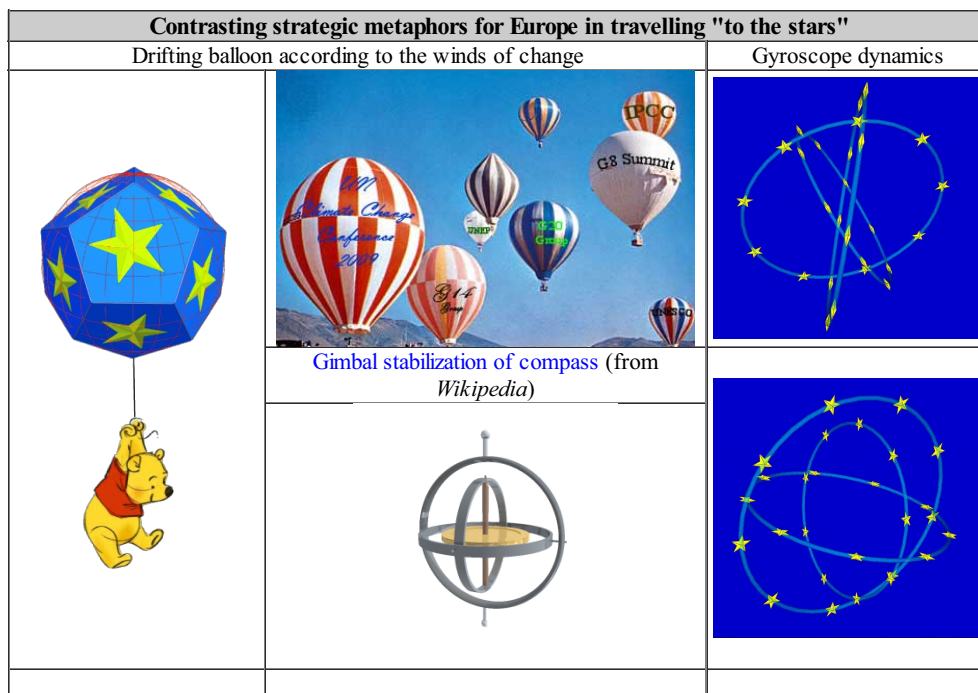 Contrasting strategic metaphors for Europe in travelling "to the stars"
Drifting balloon according to the winds of change
Gyroscope dynamics
IPCC
G8 Summit
UN
Climate Change
Conference
2009
UNEP
G20
Group
G14
Group
UNESCO
Gimbal stabilization of compass (from
Wikipedia)